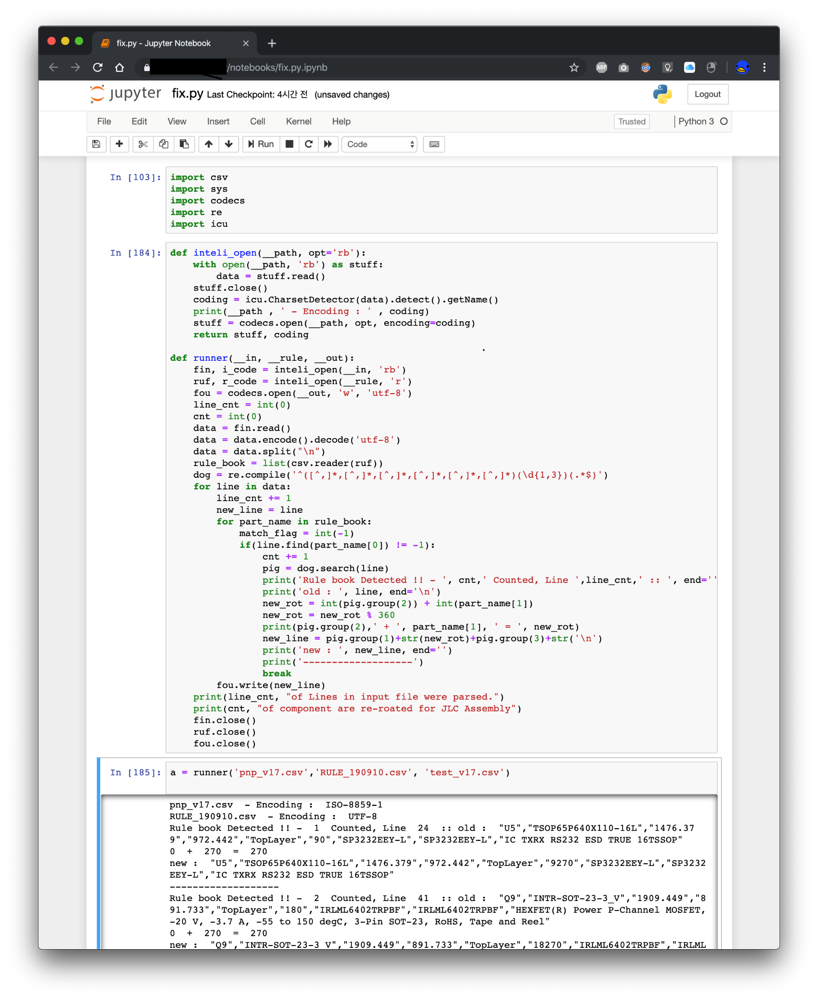 fix.py - Jupyter Notebook
/notebooks/fix.py.ipynb
ABP
jupyter fix.py Last Checkpoint: 4시간 전 (unsaved changes)
Logout
File Edit View Insert Cell Kernel Help Trusted Python 3
Run Code
In [103]:
import csv
import sys
import codecs
import re
import icu
In [184]:
def inteli_open(__path, opt='rb'):
    with open(__path, 'rb') as stuff:
        data = stuff.read()
    stuff.close()
    coding = icu.CharsetDetector(data).detect().getName()
    print(__path , ' - Encoding : ' , coding)
    stuff = codecs.open(__path, opt, encoding=coding)
    return stuff, coding
def runner(__in, __rule, __out):
    fin, i_code = inteli_open(__in, 'rb')
    ruf, r_code = inteli_open(__rule, 'r')
    fou = codecs.open(__out, 'w', 'utf-8')
    line_cnt = int(0)
    cnt = int(0)
    data = fin.read()
    data = data.encode().decode('utf-8')
    data = data.split("\n")
    rule_book = list(csv.reader(ruf))
    dog = re.compile('^([^,]*,[^,]*,[^,]*,[^,]*,[^,]*,[^,]*)(\d{1,3})(.*$)')
    for line in data:
        line_cnt += 1
        new_line = line
        for part_name in rule_book:
            match_flag = int(-1)
            if(line.find(part_name[0]) != -1):
                cnt += 1
                pig = dog.search(line)
                print('Rule book Detected !! - ', cnt,' Counted, Line ',line_cnt,' :: ', end=''
                print('old : ', line, end='\n')
                new_rot = int(pig.group(2)) + int(part_name[1])
                new_rot = new_rot % 360
                print(pig.group(2),' + ', part_name[1], ' = ', new_rot)
                new_line = pig.group(1)+str(new_rot)+pig.group(3)+str('\n')
                print('new : ', new_line, end='')
                print('-------------------')
                break
        fou.write(new_line)
    print(line_cnt, "of Lines in input file were parsed.")
    print(cnt, "of component are re-roated for JLC Assembly")
    fin.close()
    ruf.close()
    fou.close()
In [185]:
a = runner('pnp_v17.csv','RULE_190910.csv', 'test_v17.csv')
pnp_v17.csv  - Encoding :  ISO-8859-1
RULE_190910.csv  - Encoding :  UTF-8
Rule book Detected !! -  1  Counted, Line  24  :: old :  "U5","TSOP65P640X110-16L","1476.37
9","972.442","TopLayer","90","SP3232EEY-L","SP3232EEY-L","IC TXRX RS232 ESD TRUE 16TSSOP"
0  +  270  =  270
new :  "U5","TSOP65P640X110-16L","1476.379","972.442","TopLayer","9270","SP3232EEY-L","SP3232
EEY-L","IC TXRX RS232 ESD TRUE 16TSSOP"
-------------------
Rule book Detected !! -  2  Counted, Line  41  :: old :  "Q9","INTR-SOT-23-3_V","1909.449","8
91.733","TopLayer","180","IRLML6402TRPBF","IRLML6402TRPBF","HEXFET(R) Power P-Channel MOSFET,
-20 V, -3.7 A, -55 to 150 degC, 3-Pin SOT-23, RoHS, Tape and Reel"
0  +  270  =  270
new :  "Q9","INTR-SOT-23-3_V","1909.449","891.733","TopLayer","18270","IRLML6402TRPBF","IRLML